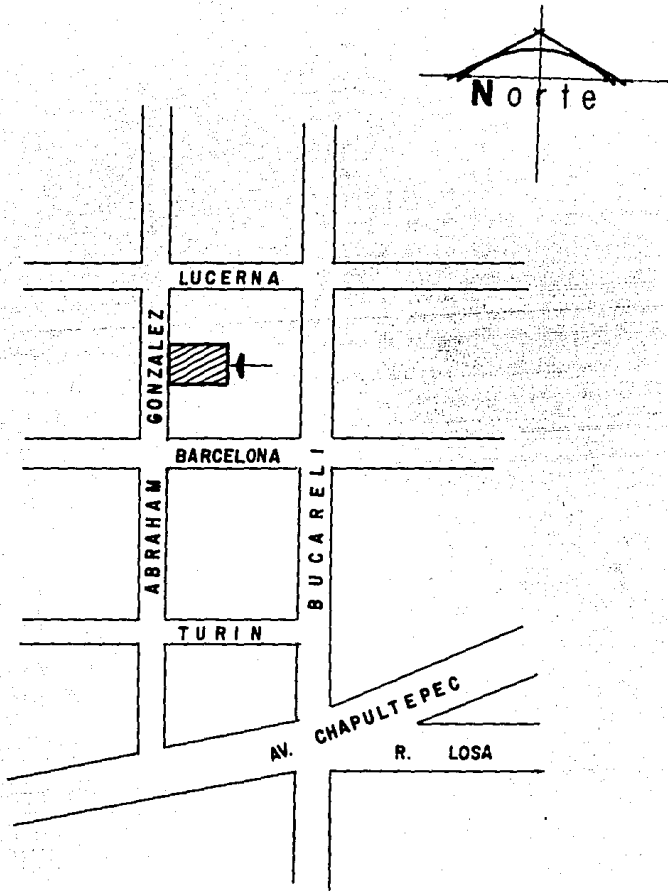 Norte
LUCERNA
GONZALEZ
BARCELONA
ABRAHAM
BUCARELI
TURIN
AV. CHAPULTEPEC
R. LOSA